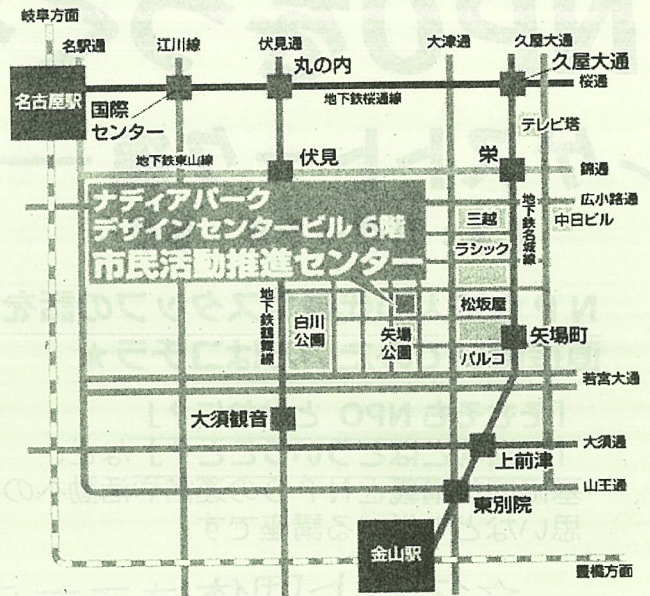 岐阜方面
名駅通
江川線
伏見通
大津通
久屋大通
丸の内
久屋大通
桜通
名古屋駅
国際
センター
地下鉄桜通線
テレビ塔
地下鉄東山線
伏見
栄
錦通
ナディアパーク
デザインセンタービル 6階
市民活動推進センター
広小路通
三越
地下鉄名城線
中日ビル
ラシック
地下鉄鶴舞線
白川
公園
矢場
公園
松坂屋
矢場町
パルコ
若宮大通
大須観音
大須通
上前津
山王通
東別院
金山駅
豊橋方面